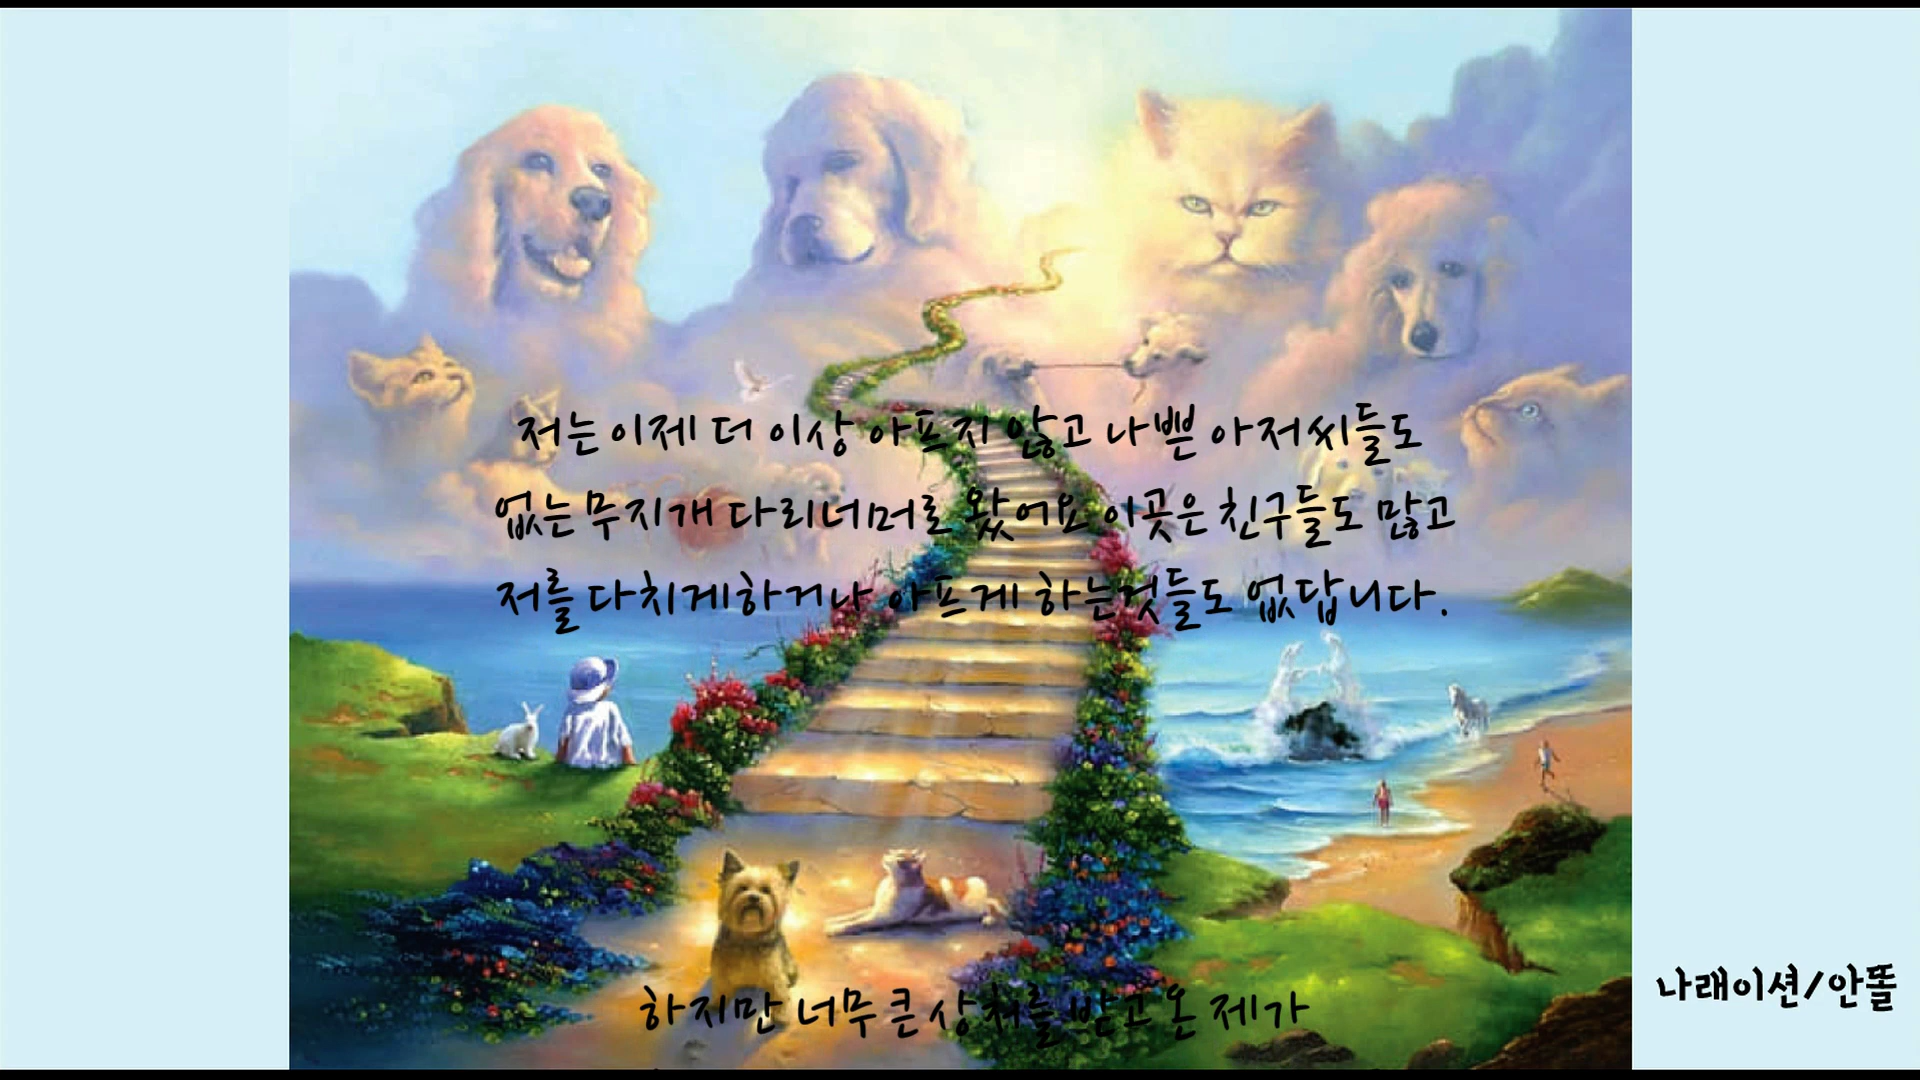 저는 이제 더 이상 아프지 않고 나쁜 아저씨들도
없는 무지개 다리너머로 왔어요 이곳은 친구들도 많고
저를 다치게하거나 아프게 하는것들도 없답니다.
하지만 너무 큰 상처를 받고 온 제가
나래이션/안똘